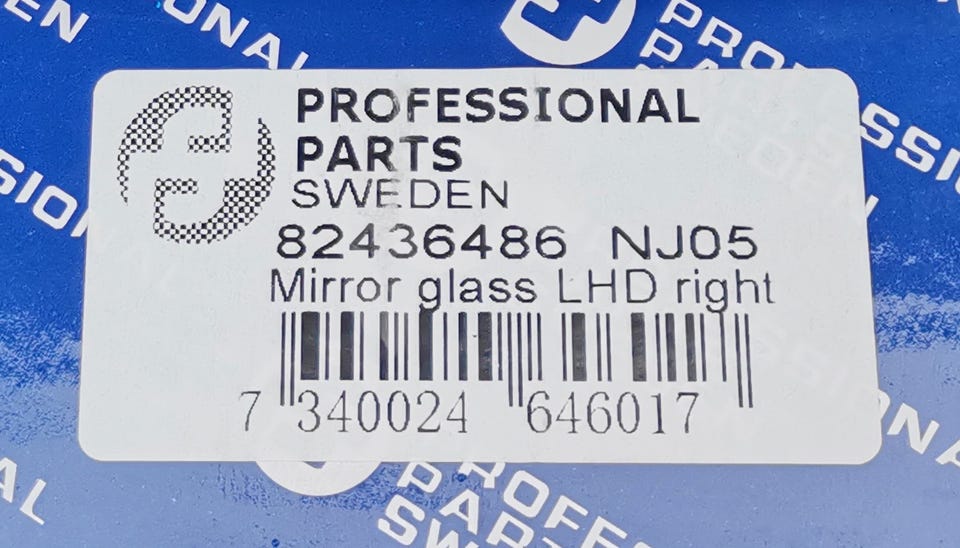 PROFESSIONAL
PARTS
SWEDEN
82436486 NJ05
Mirror glass LHD right
7 340024 646017